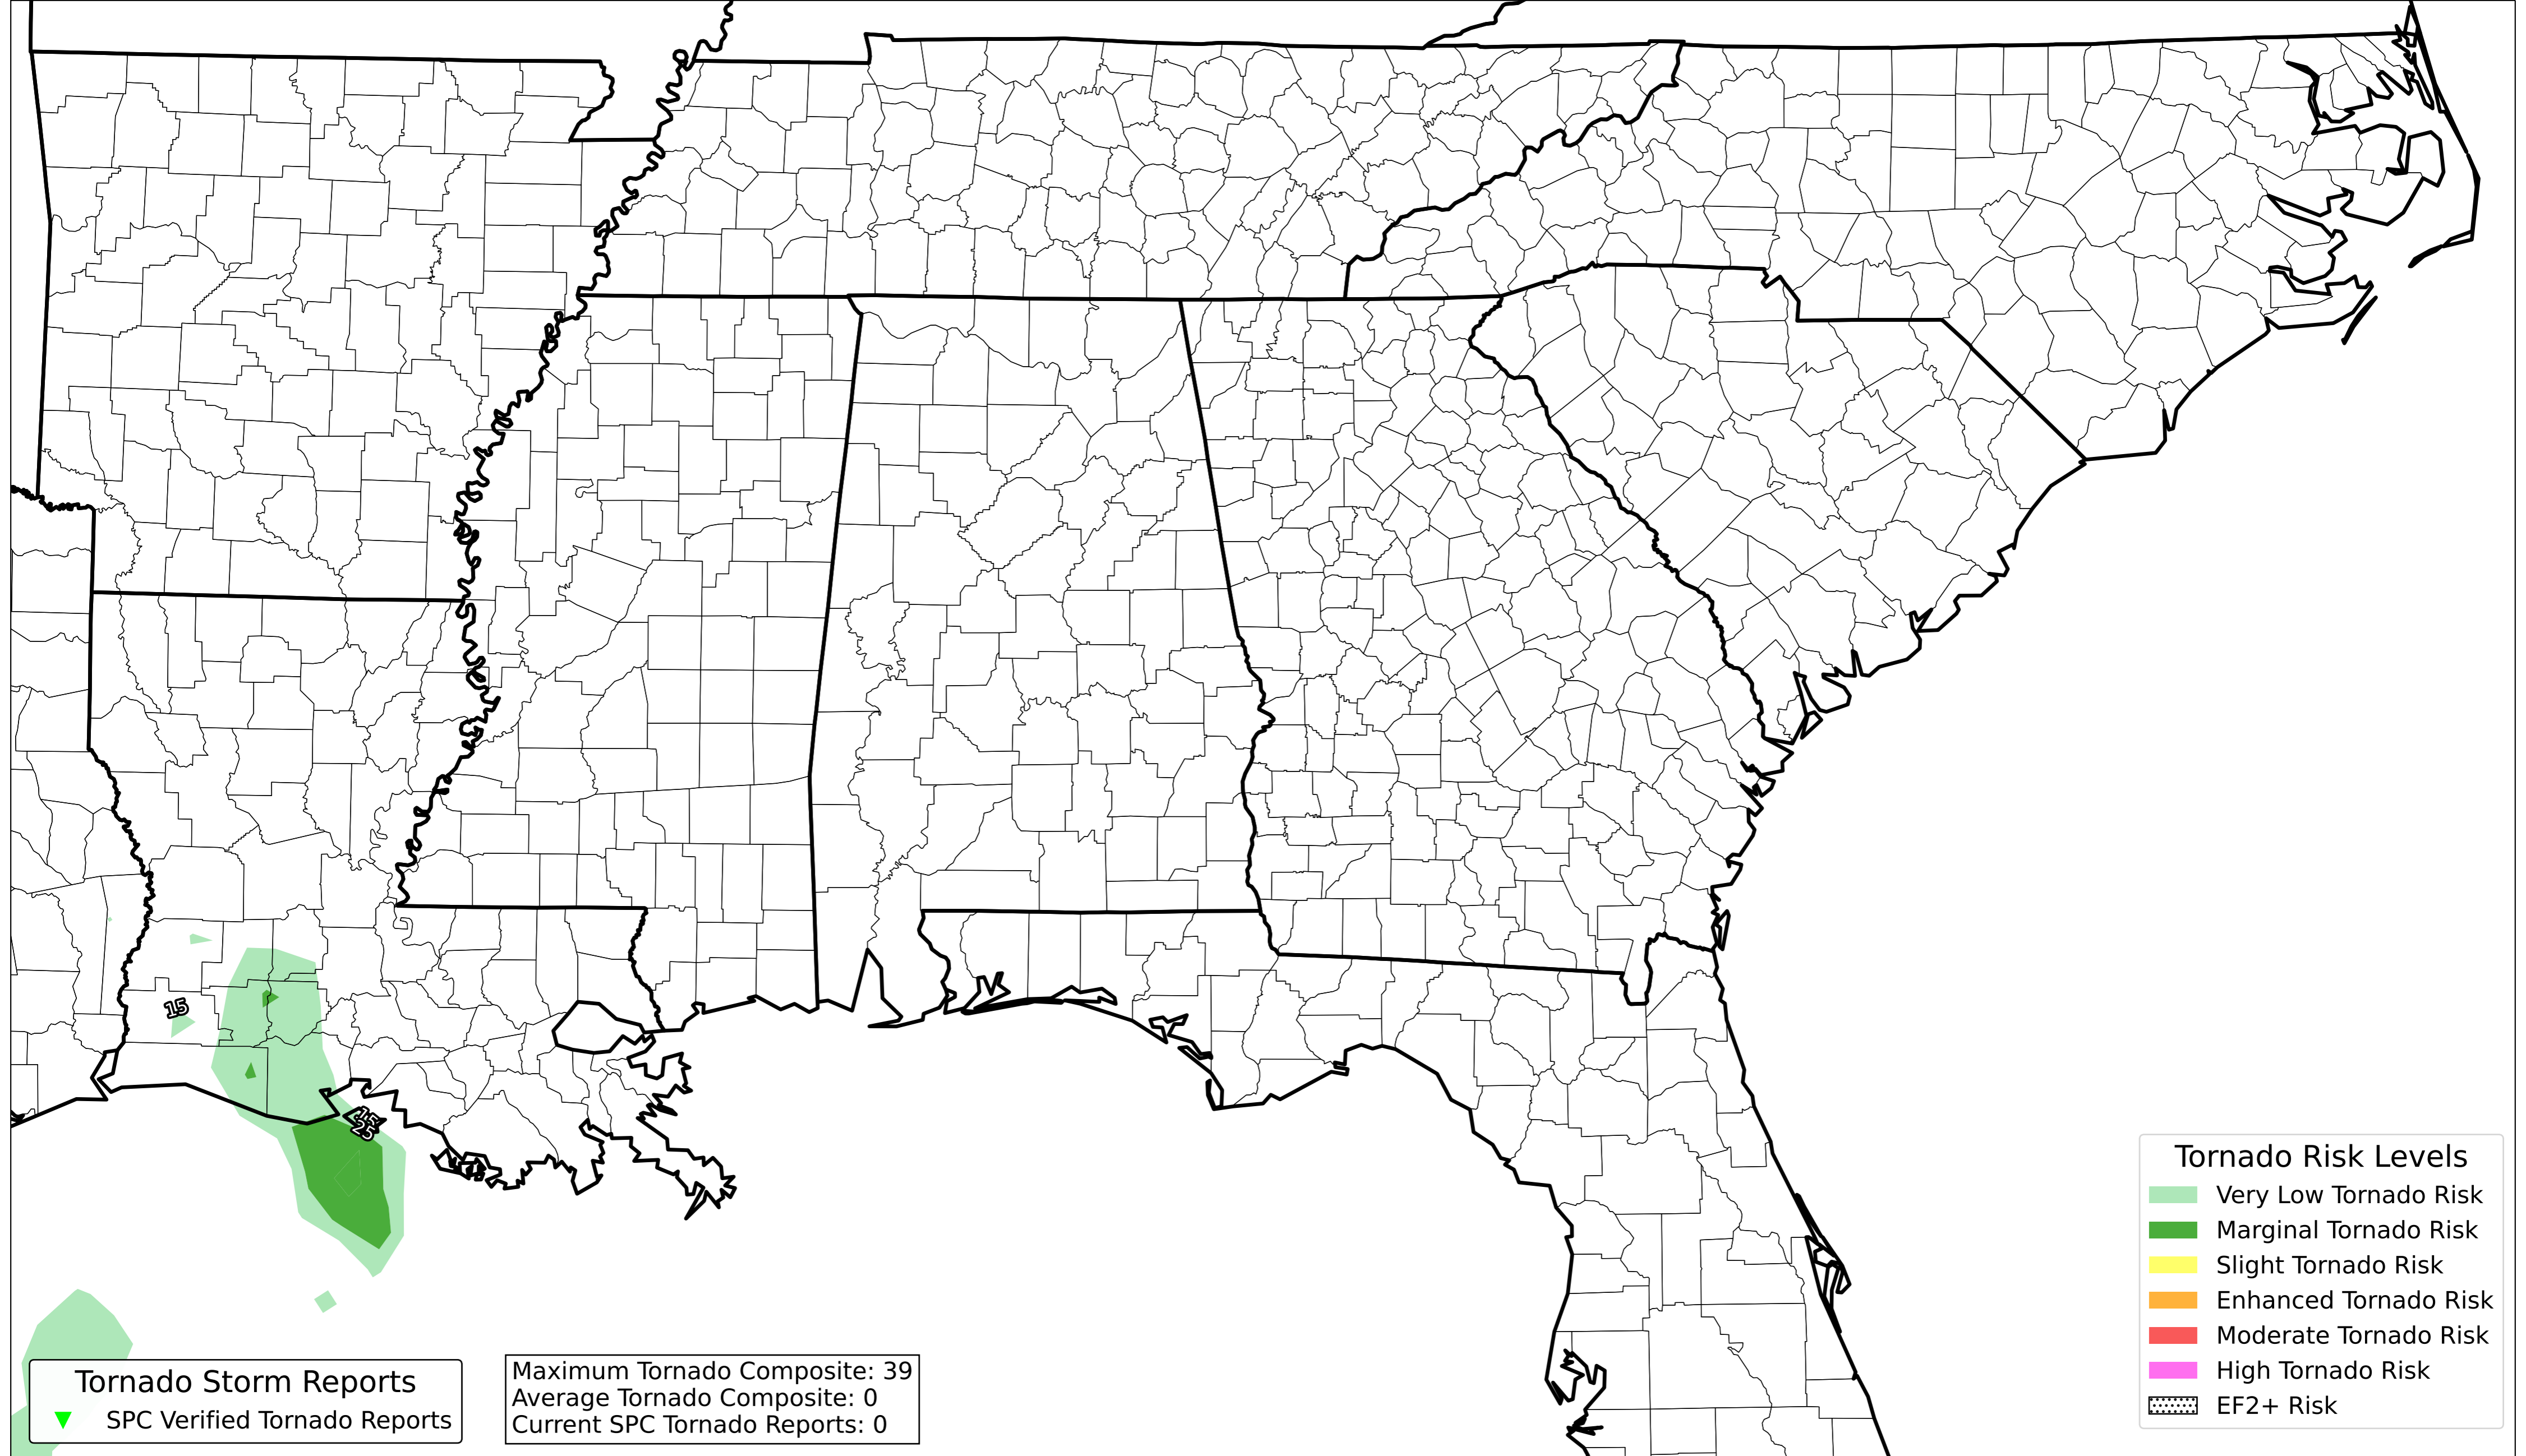 15
15
25
Tornado Storm Reports
SPC Verified Tornado Reports
Maximum Tornado Composite: 39
Average Tornado Composite: 0
Current SPC Tornado Reports: 0
Tornado Risk Levels
Very Low Tornado Risk
Marginal Tornado Risk
Slight Tornado Risk
Enhanced Tornado Risk
Moderate Tornado Risk
High Tornado Risk
EF2+ Risk